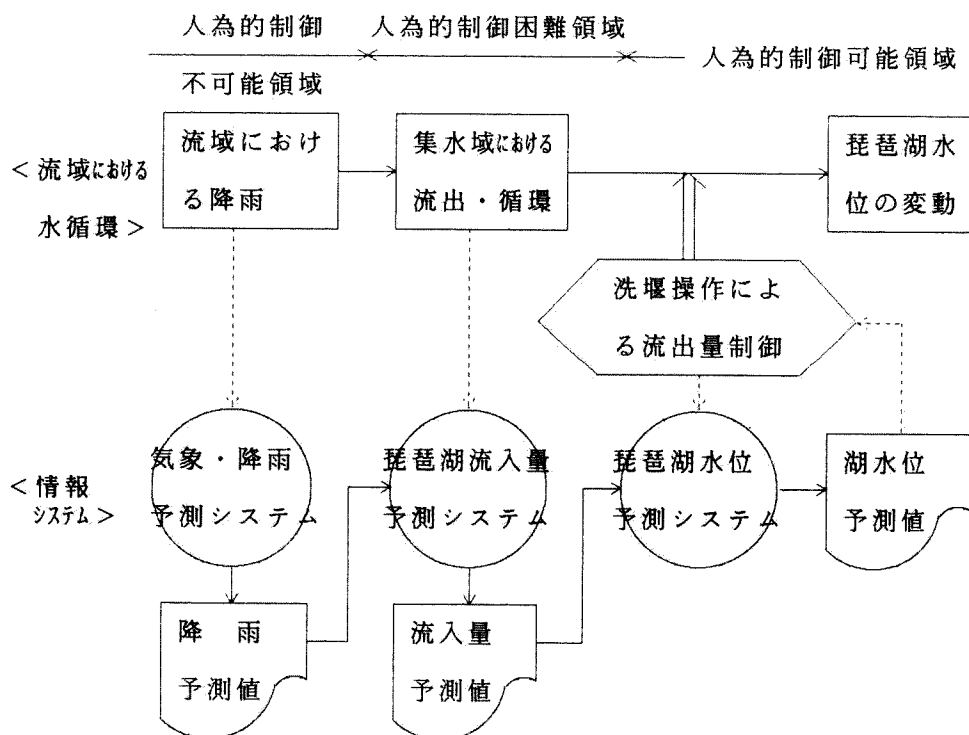 人為的制御
不可能領域
人為的制御困難領域
人為的制御可能領域
<流域における
水循環>
流域におけ
る降雨
集水域における
流出・循環
琵琶湖水
位の変動
洗堰操作によ
る流出量制御
<情報
システム>
気象・降雨
予測システム
琵琶湖流入量
予測システム
琵琶湖水位
予測システム
湖水位
予測値
降 雨
予測値
流入量
予測値